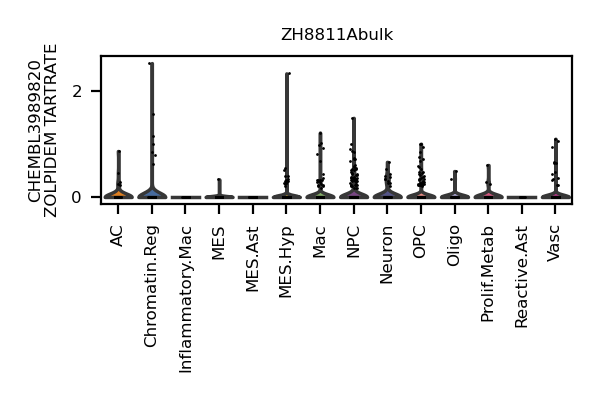 ZH8811Abulk
CHEMBL3989820
ZOLPIDEM TARTRATE
2
0
AC
Chromatin.Reg
Inflammatory.Mac
MES
MES.Ast
MES.Hyp
Mac
NPC
Neuron
OPC
Oligo
Prolif.Metab
Reactive.Ast
Vasc